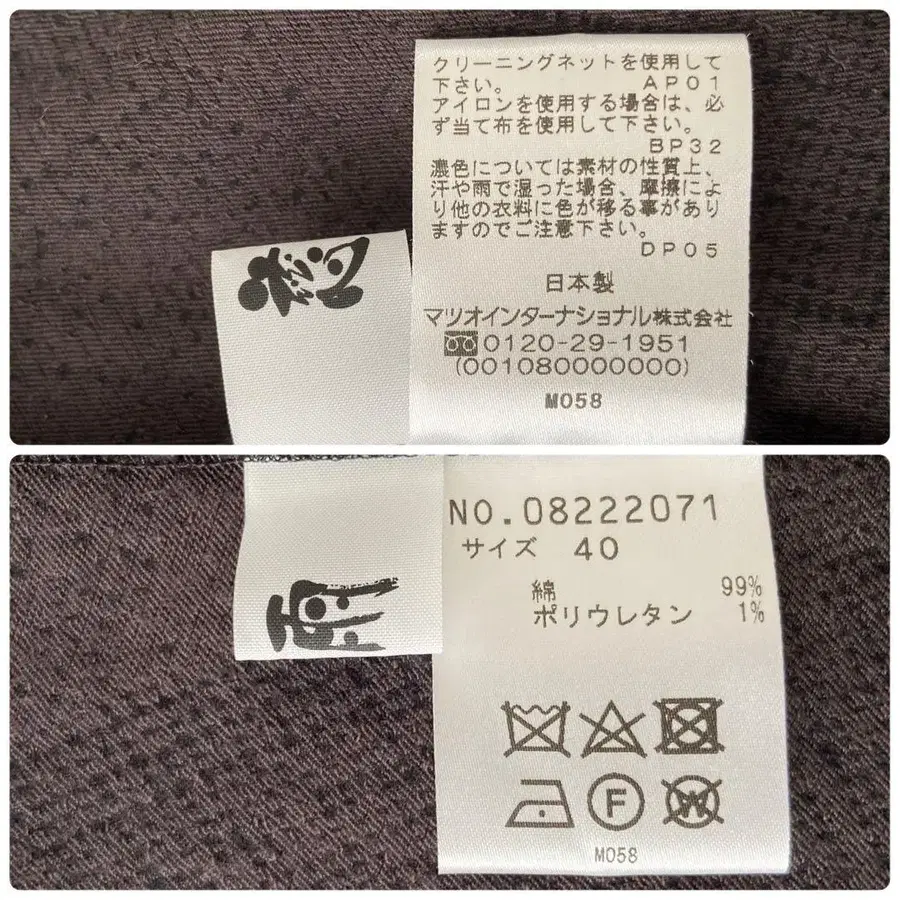 クリーニングネットを使用して
下さい。 AP01
アイロンを使用する場合は、必
ず当て布を使用して下さい。
BP32
濃色については素材の性質上、
汗や雨で湿った場合、摩擦によ
り他の衣料に色が移る事があり
ますのでご注意下さい。
DP05
日本製
マツオインターナショナル株式会社
0120-29-1951
(001080000000)
M058
NO.08222071
サイズ 40
綿 99%
ポリウレタン 1%
F
W
M058